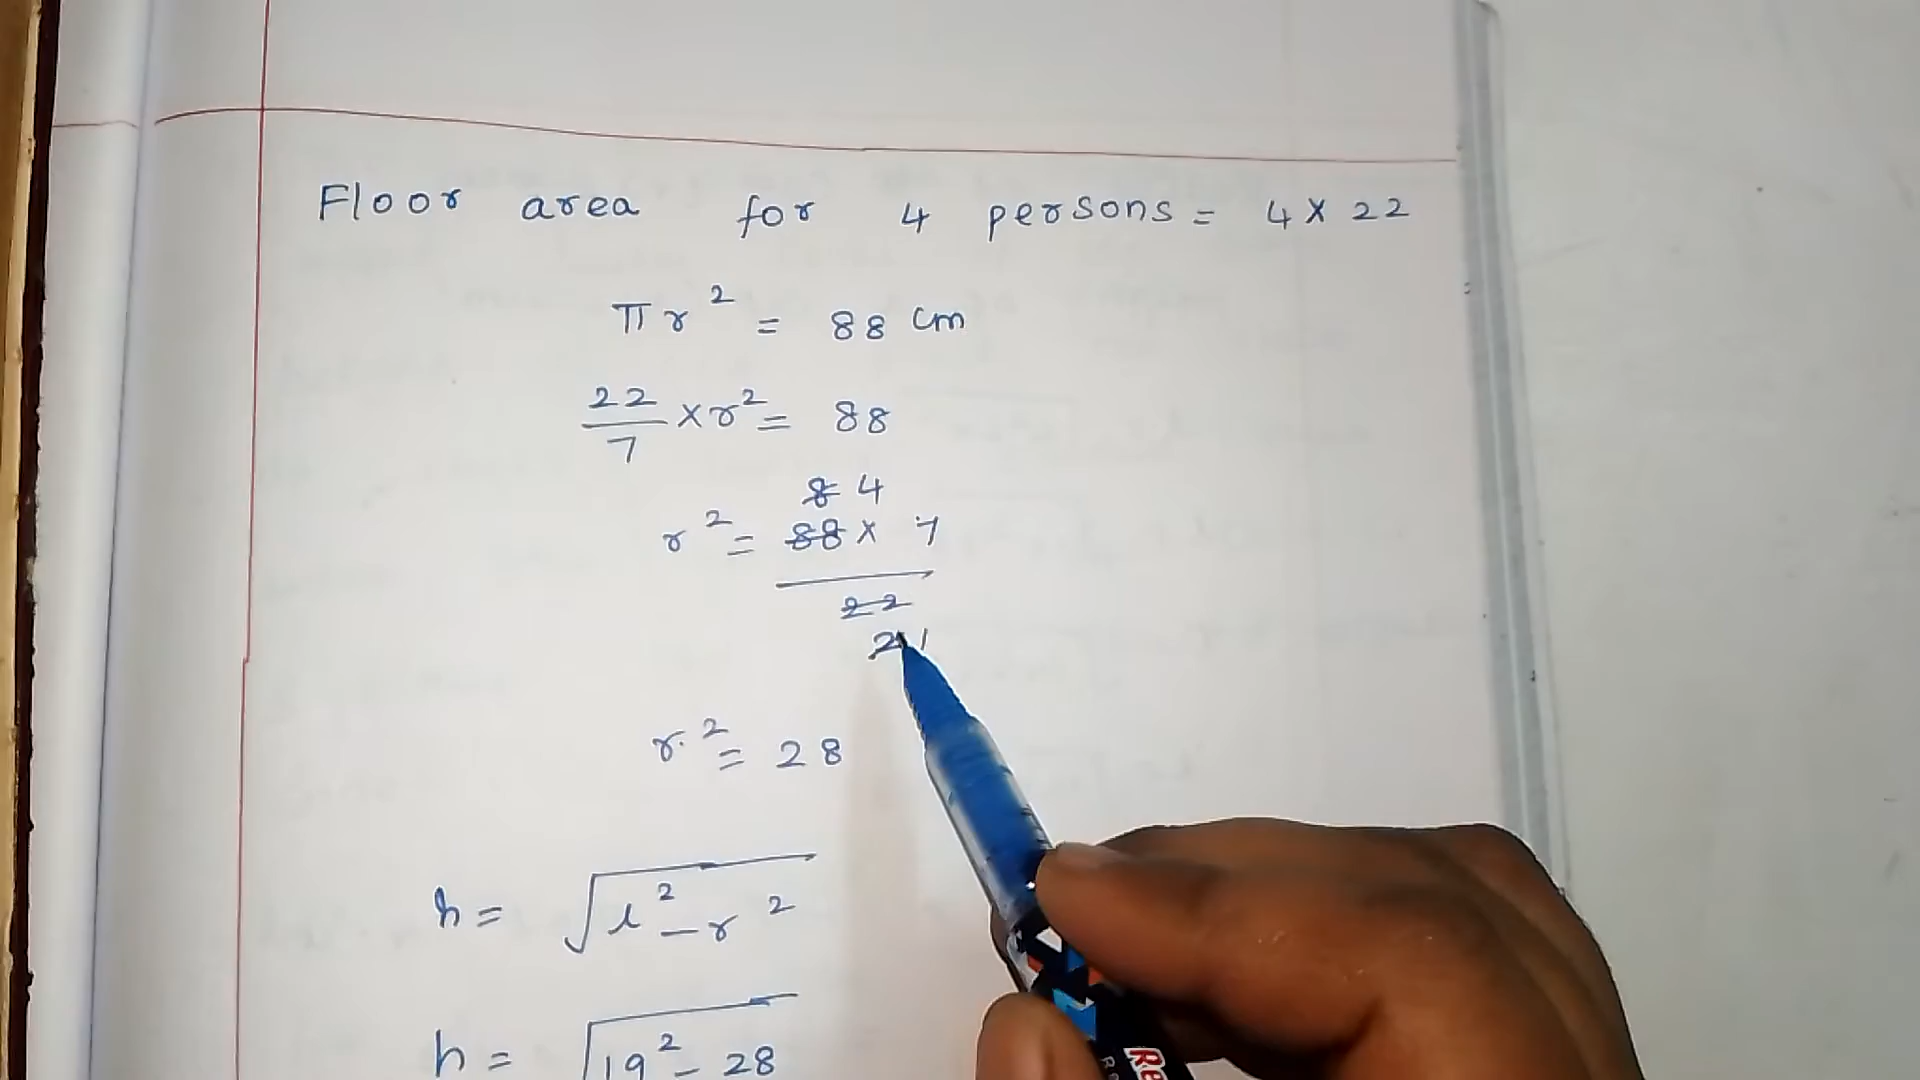 Floor area for 4 persons = 4 X 22
πr² = 88 cm
22/7 × r² = 88
8 4
r² = 88 × 7
22
2 1
r² = 28
h = √l² − r²
h = √19² − 28
Re